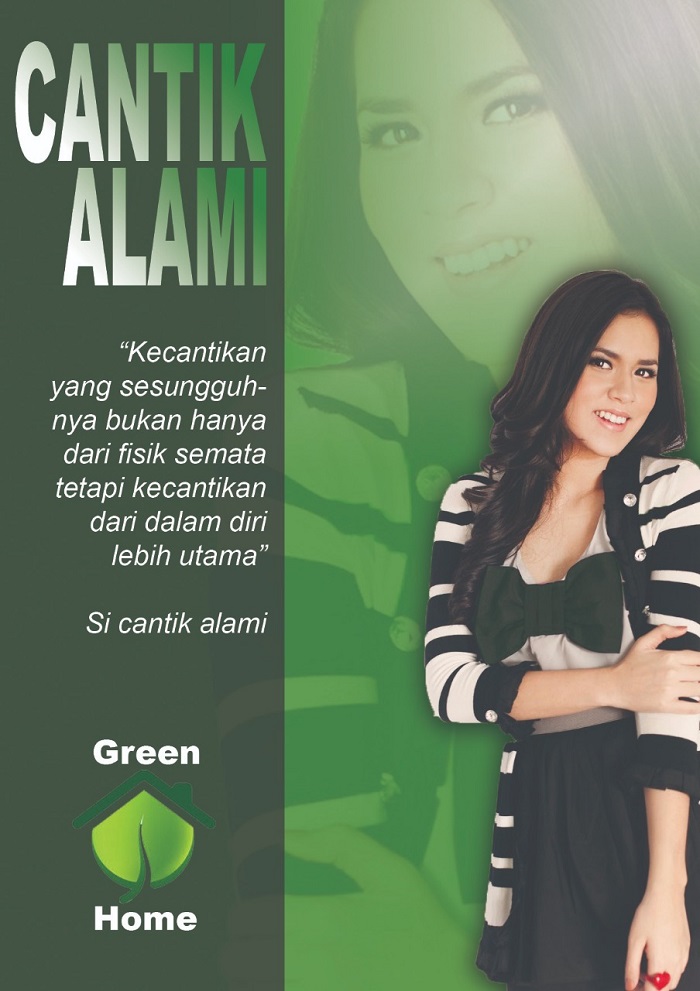 CANTIK
ALAMI
“Kecantikan
yang sesungguh-
nya bukan hanya
dari fisik semata
tetapi kecantikan
dari dalam diri
lebih utama”
Si cantik alami
Green
Home